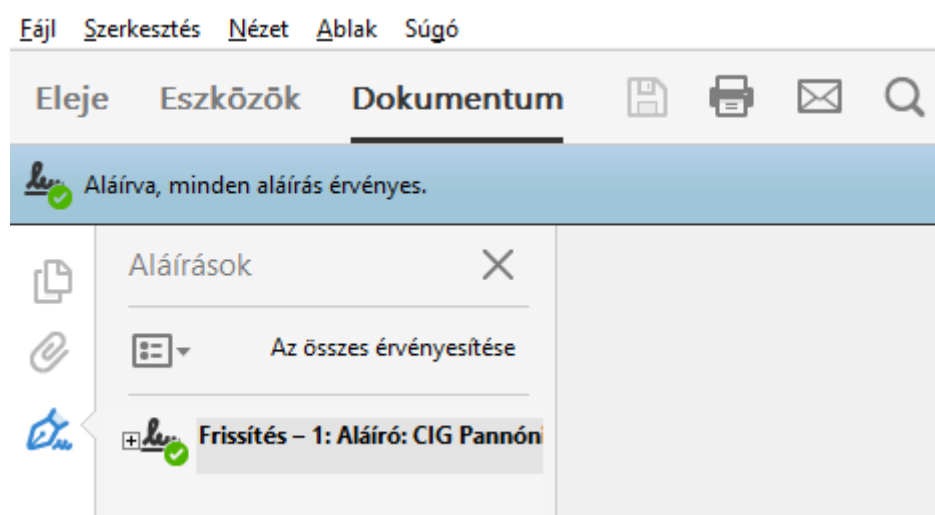 Fájl Szerkesztés Nézet Ablak Súgó
Eleje Eszközök Dokumentum
Aláírva, minden aláírás érvényes.
Aláírások
Az összes érvényesítése
Frissítés – 1: Aláíró: CIG Pannóni